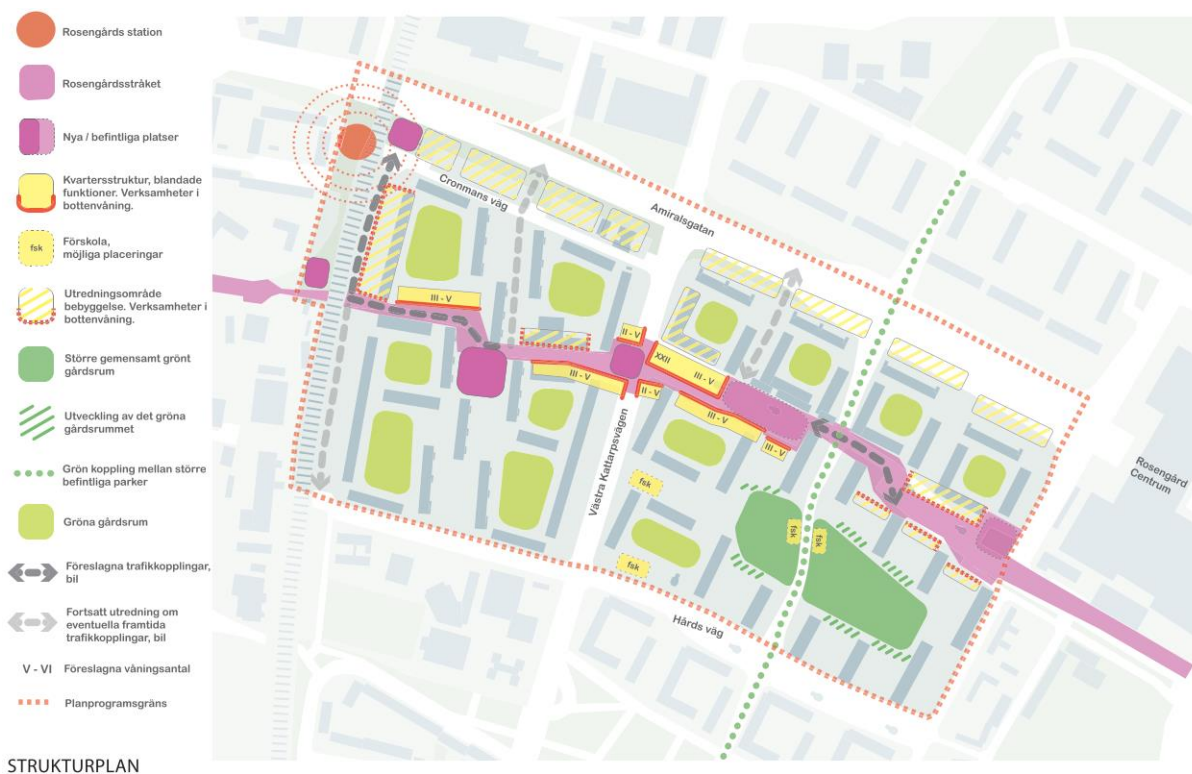 Rosengårds station
Rosengårdsstråket
Nya / befintliga platser
Kvartersstruktur, blandade
funktioner. Verksamheter i
bottenvåning.
fsk
Förskola,
möjliga placeringar
Utredningsområde
bebyggelse. Verksamheter i
bottenvåning.
Större gemensamt grönt
gårdsrum
Utveckling av det gröna
gårdsrummet
Grön koppling mellan större
befintliga parker
Gröna gårdsrum
Föreslagna trafikkopplingar,
bil
Fortsatt utredning om
eventuella framtida
trafikkopplingar, bil
V - VI
Föreslagna våningsantal
Planprogramsgräns
STRUKTURPLAN
Cronmans väg
Amiralsgatan
III - V
II - V
XXII
III - V
III - V
II - V
III - V
III - V
Västra Kattarpsvägen
Rosengård
Centrum
fsk
fsk
fsk
fsk
Hårds väg